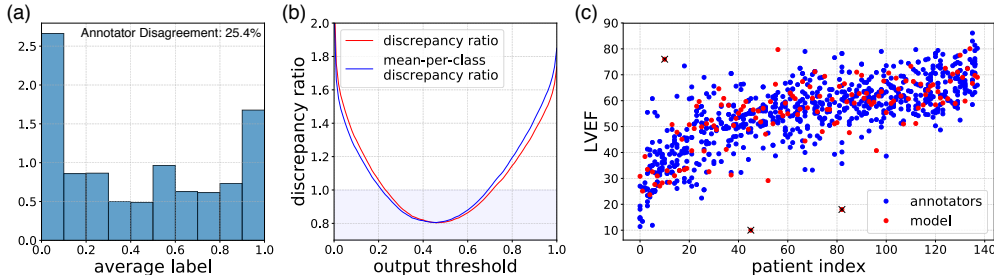 (a)
Annotator Disagreement: 25.4%
2.5
2.0
1.5
1.0
0.5
0.0
0.0 0.2 0.4 0.6 0.8 1.0
average label
(b)
discrepancy ratio
2.0
1.8
1.6
1.4
1.2
1.0
0.8
discrepancy ratio
mean-per-class
discrepancy ratio
0.0 0.2 0.4 0.6 0.8 1.0
output threshold
(c)
LVEF
90
80
70
60
50
40
30
20
10
annotators
model
0 20 40 60 80 100 120 140
patient index